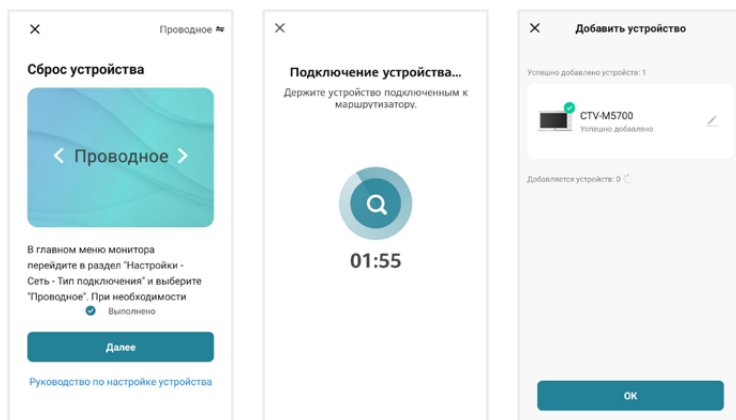 Проводное
Сброс устройства
Проводное
В главном меню монитора
перейдите в раздел "Настройки -
Сеть - Тип подключения" и выберите
"Проводное". При необходимости
Выполнено
Далее
Руководство по настройке устройства
Подключение устройства...
Держите устройство подключенным к
маршрутизатору.
01:55
Добавить устройство
Успешно добавлено устройств: 1
CTV-M5700
Успешно добавлено
Добавляется устройств: 0
ОК